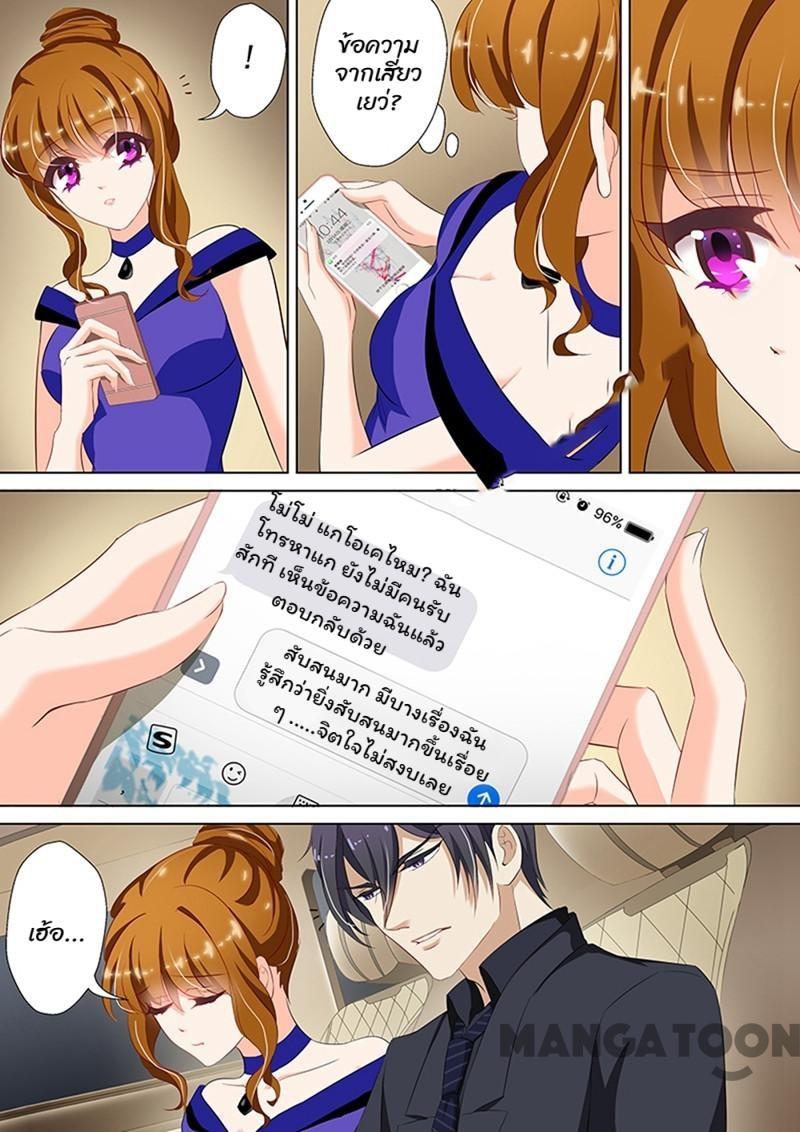 !
ข้อความ
จากเสี่ยว
เยว่?
10:44
96%
โม่โม่ แกโอเคไหม? ฉัน
โทรหาแก ยังไม่มีคนรับ
สักที เห็นข้อความฉันแล้ว
ตอบกลับด้วย
สับสนมาก มีบางเรื่องฉัน
รู้สึกว่ายิ่งสับสนมากขึ้นเรื่อย
ๆ .....จิตใจไม่สงบเลย
S
เฮ้อ...
MANGATOON